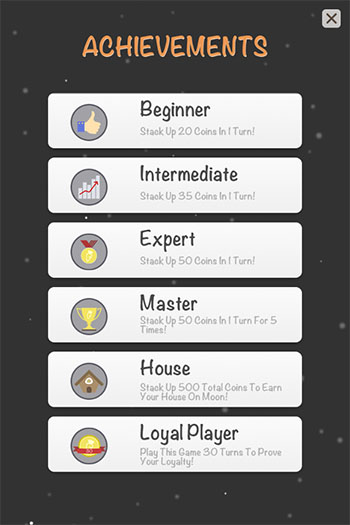 ACHIEVEMENTS
Beginner
Stack Up 20 Coins In 1 Turn!
Intermediate
Stack Up 35 Coins In 1 Turn!
Expert
Stack Up 50 Coins In 1 Turn!
Master
Stack Up 50 Coins In 1 Turn For 5
Times!
House
Stack Up 500 Total Coins To Earn
Your House On Moon!
Loyal Player
Play This Game 30 Turns To Prove
Your Loyalty!